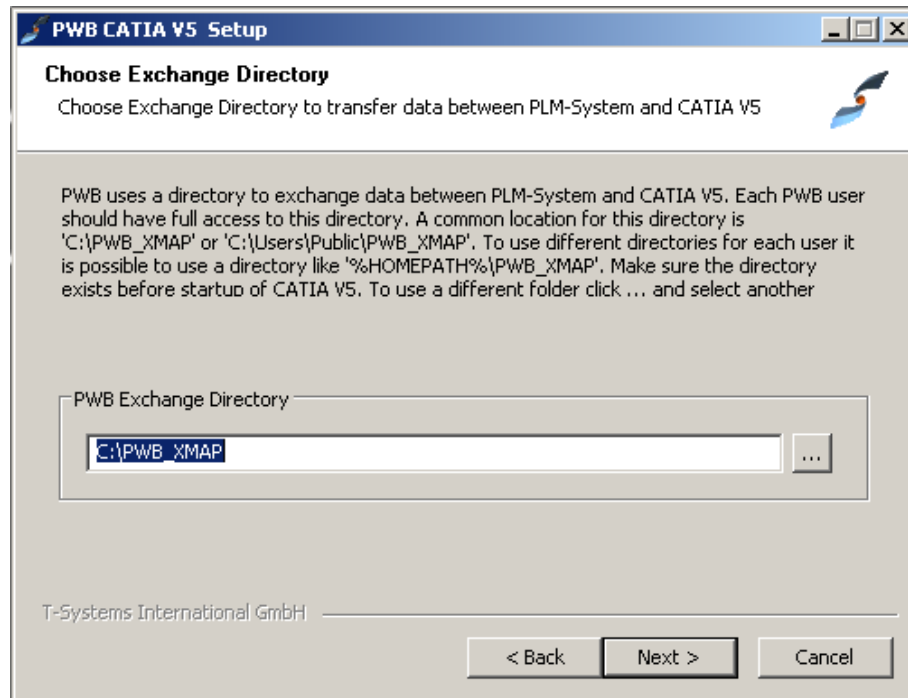 PWB CATIA V5 Setup
Choose Exchange Directory
Choose Exchange Directory to transfer data between PLM-System and CATIA V5
PWB uses a directory to exchange data between PLM-System and CATIA V5. Each PWB user
should have full access to this directory. A common location for this directory is
'C:\PWB_XMAP' or 'C:\Users\Public\PWB_XMAP'. To use different directories for each user it
is possible to use a directory like '%HOMEPATH%\PWB_XMAP'. Make sure the directory
exists before startup of CATIA V5. To use a different folder click ... and select another
PWB Exchange Directory
C:\PWB_XMAP
...
T-Systems International GmbH
< Back
Next >
Cancel